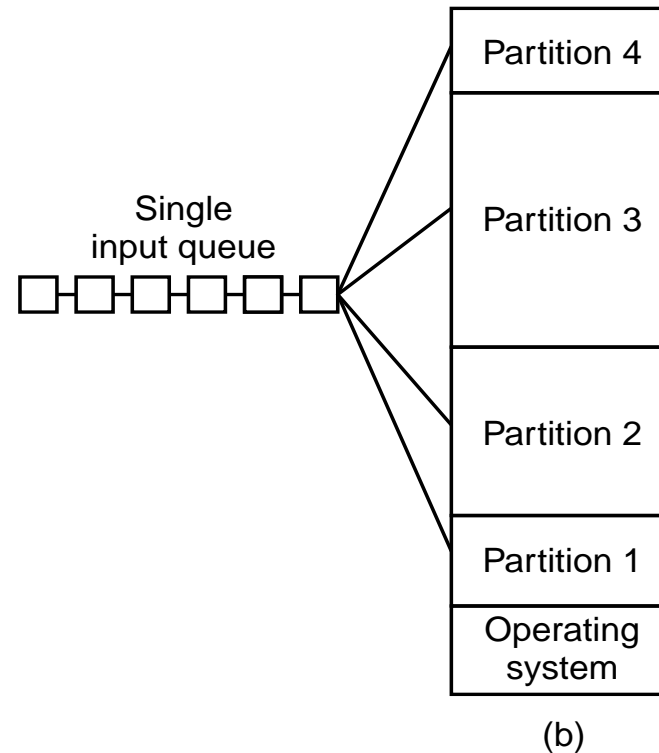 Partition 4
Single
input queue
Partition 3
Partition 2
Partition 1
Operating
system
(b)